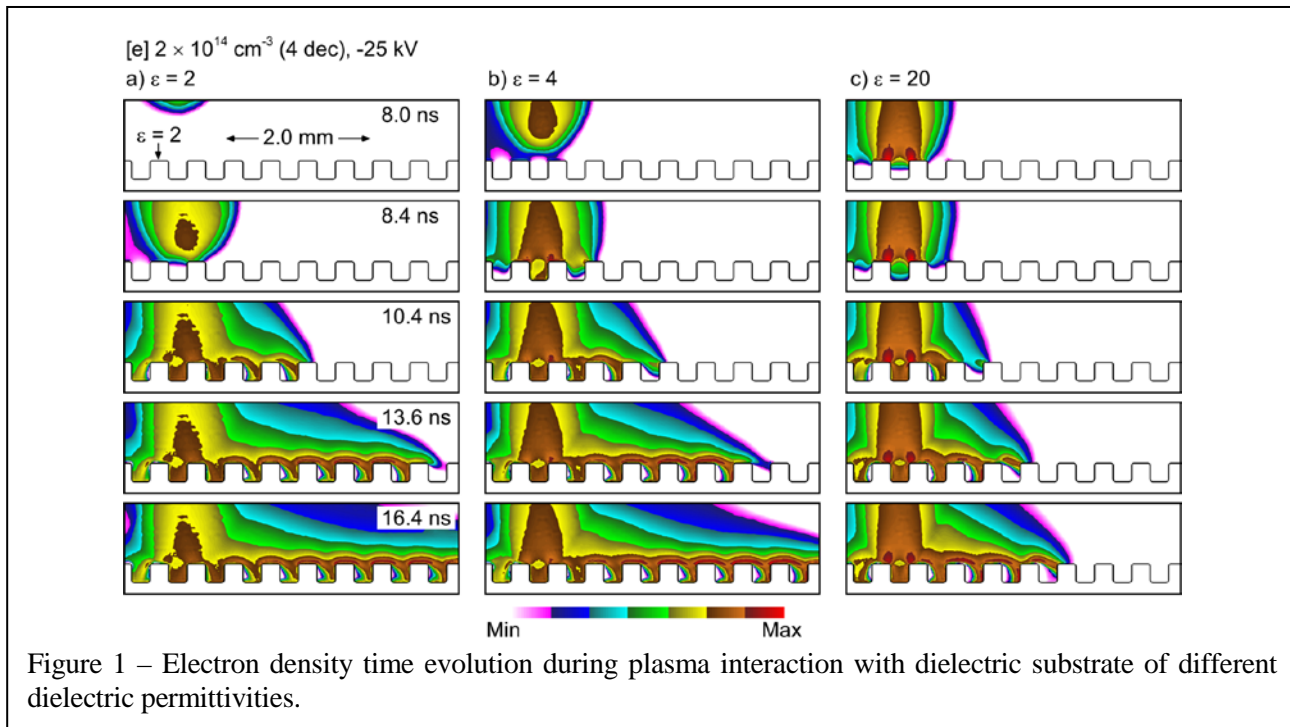 [e] 2 × 10¹⁴ cm⁻³ (4 dec), -25 kV
a) ε = 2
b) ε = 4
c) ε = 20
8.0 ns
ε = 2
2.0 mm
8.4 ns
10.4 ns
13.6 ns
16.4 ns
Min
Max
Figure 1 – Electron density time evolution during plasma interaction with dielectric substrate of different
dielectric permittivities.